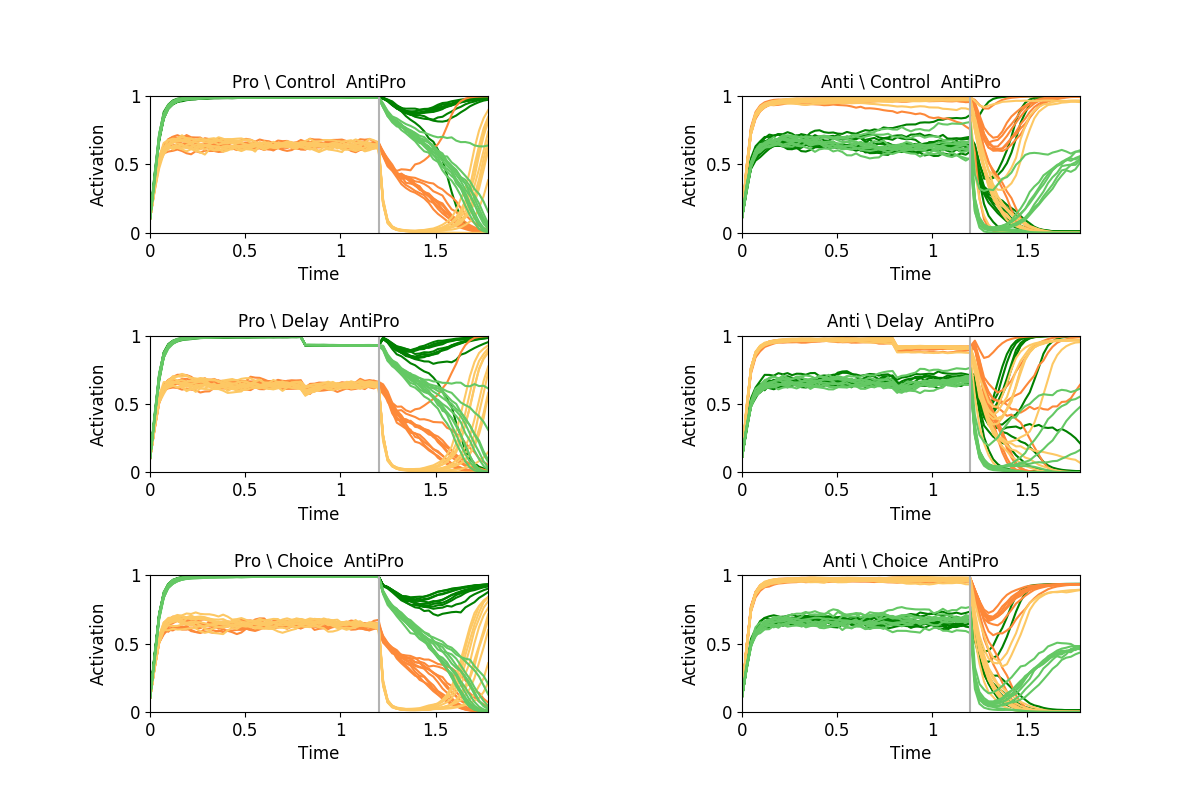 Pro \ Control  AntiPro
Anti \ Control  AntiPro
1
0.5
0
Activation
0
0.5
1
1.5
Time
1
0.5
0
Activation
0
0.5
1
1.5
Time
Pro \ Delay  AntiPro
Anti \ Delay  AntiPro
1
0.5
0
Activation
0
0.5
1
1.5
Time
1
0.5
0
Activation
0
0.5
1
1.5
Time
Pro \ Choice  AntiPro
Anti \ Choice  AntiPro
1
0.5
0
Activation
0
0.5
1
1.5
Time
1
0.5
0
Activation
0
0.5
1
1.5
Time